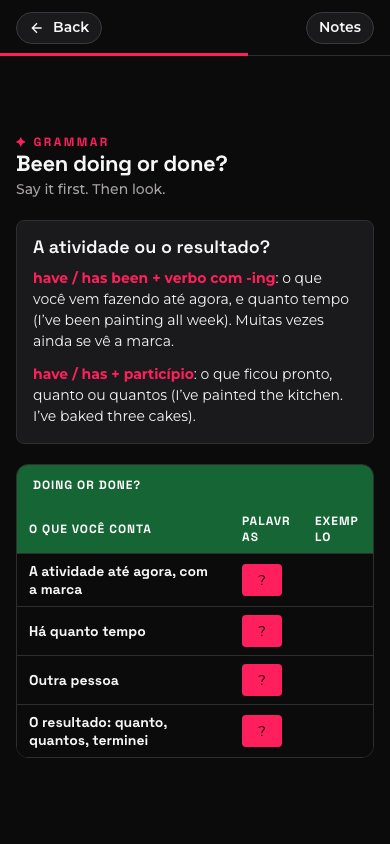 ← Back
Notes
✦ GRAMMAR
Been doing or done?
Say it first. Then look.
A atividade ou o resultado?
have / has been + verbo com -ing: o que
você vem fazendo até agora, e quanto tempo
(I've been painting all week). Muitas vezes
ainda se vê a marca.
have / has + particípio: o que ficou pronto,
quanto ou quantos (I've painted the kitchen.
I've baked three cakes).
DOING OR DONE?
O QUE VOCÊ CONTA
PALAVR
AS
EXEMP
LO
A atividade até agora, com
a marca
?
Há quanto tempo
?
Outra pessoa
?
O resultado: quanto,
quantos, terminei
?